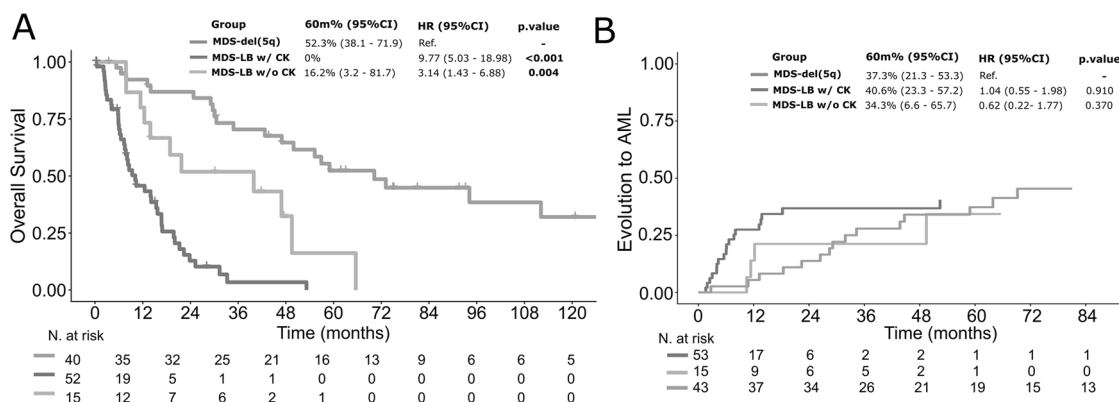 A
Group 60m% (95%CI) HR (95%CI) p.value
MDS-del(5q) 52.3% (38.1 - 71.9) Ref. -
MDS-LB w/ CK 0% 9.77 (5.03 - 18.98) <0.001
MDS-LB w/o CK 16.2% (3.2 - 81.7) 3.14 (1.43 - 6.88) 0.004
Overall Survival
1.00
0.75
0.50
0.25
0.00
0 12 24 36 48 60 72 84 96 108 120
Time (months)
N. at risk
40 35 32 25 21 16 13 9 6 6 5
52 19 5 1 1 0 0 0 0 0 0
15 12 7 6 2 1 0 0 0 0 0
B
Group 60m% (95%CI) HR (95%CI) p.value
MDS-del(5q) 37.3% (21.3 - 53.3) Ref. -
MDS-LB w/ CK 40.6% (23.3 - 57.2) 1.04 (0.55 - 1.98) 0.910
MDS-LB w/o CK 34.3% (6.6 - 65.7) 0.62 (0.22- 1.77) 0.370
Evolution to AML
1.00
0.75
0.50
0.25
0.00
0 12 24 36 48 60 72 84
Time (months)
N. at risk
53 17 6 2 2 1 1 1
15 9 6 5 2 1 0 0
43 37 34 26 21 19 15 13